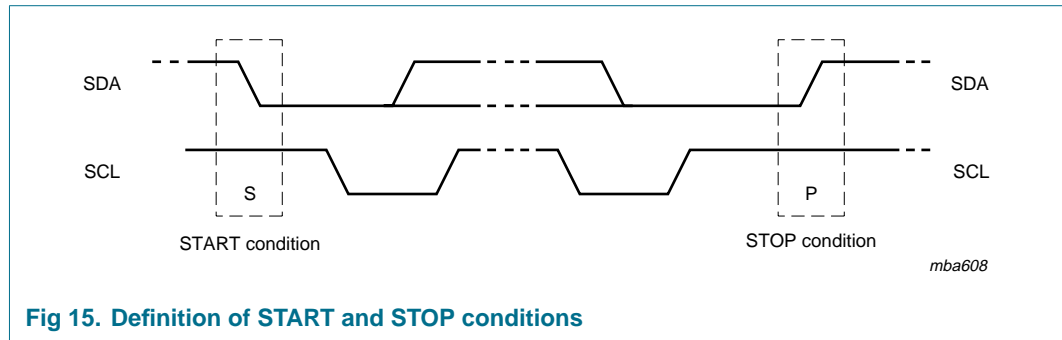 SDA
SDA
SCL
SCL
S
P
START condition
STOP condition
mba608
Fig 15. Definition of START and STOP conditions